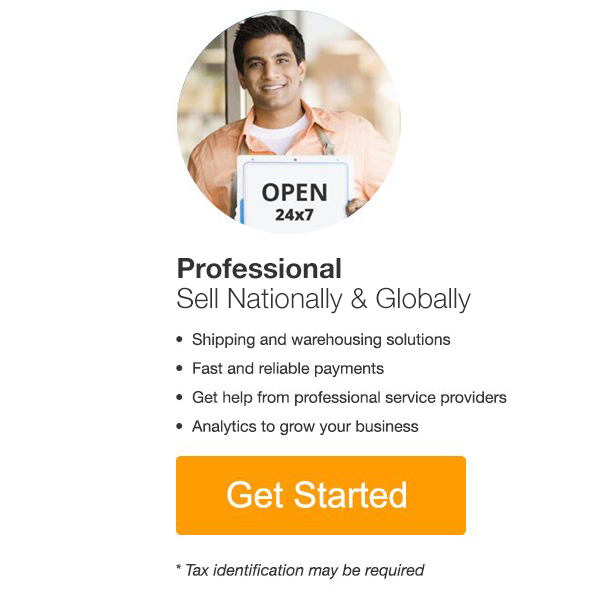 OPEN
24x7
Professional
Sell Nationally & Globally
• Shipping and warehousing solutions
• Fast and reliable payments
• Get help from professional service providers
• Analytics to grow your business
Get Started
* Tax identification may be required